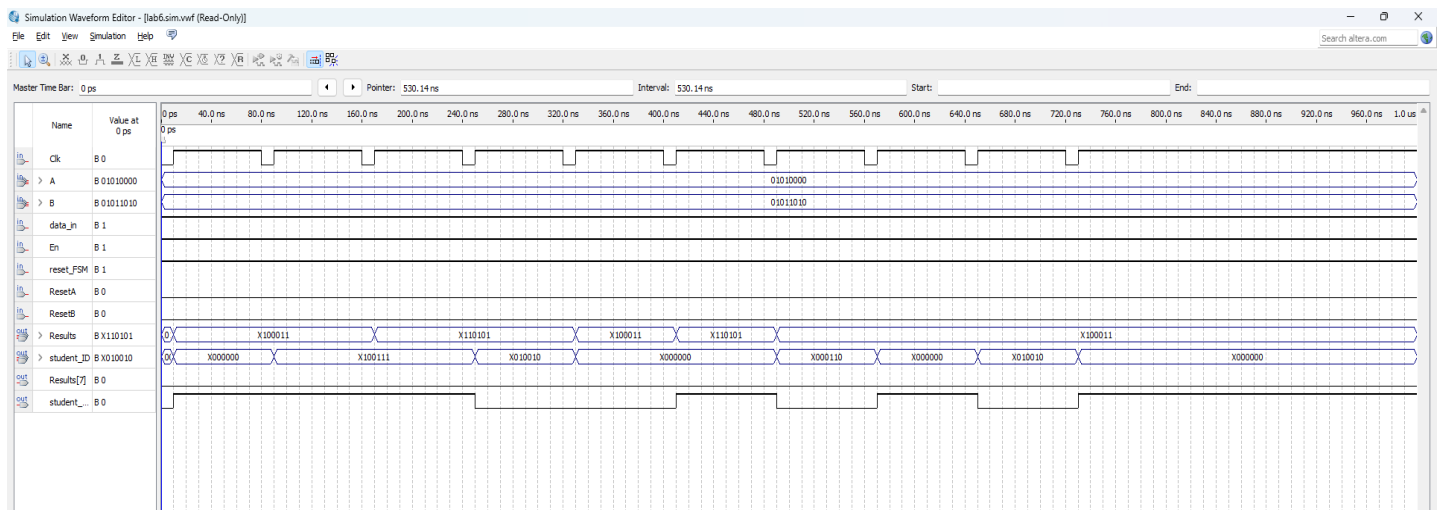 Simulation Waveform Editor - [lab6.sim.vwf (Read-Only)]
File Edit View Simulation Help
Search altera.com
Master Time Bar: 0 ps Pointer: 530.14 ns Interval: 530.14 ns Start: End:
Name Value at 0 ps
0 ps 40.0 ns 80.0 ns 120.0 ns 160.0 ns 200.0 ns 240.0 ns 280.0 ns 320.0 ns 360.0 ns 400.0 ns 440.0 ns 480.0 ns 520.0 ns 560.0 ns 600.0 ns 640.0 ns 680.0 ns 720.0 ns 760.0 ns 800.0 ns 840.0 ns 880.0 ns 920.0 ns 960.0 ns 1.0 us
0 ps
Clk B 0
A B 01010000 01010000
B B 01011010 01011010
data_in B 1
En B 1
reset_FSM B 1
ResetA B 0
ResetB B 0
Results B X110101 X100011 X110101 X100011 X110101 X100011
student_ID B X010010 X000000 X100111 X010010 X000000 X000110 X000000 X010010 X000000
Results[7] B 0
student_... B 0